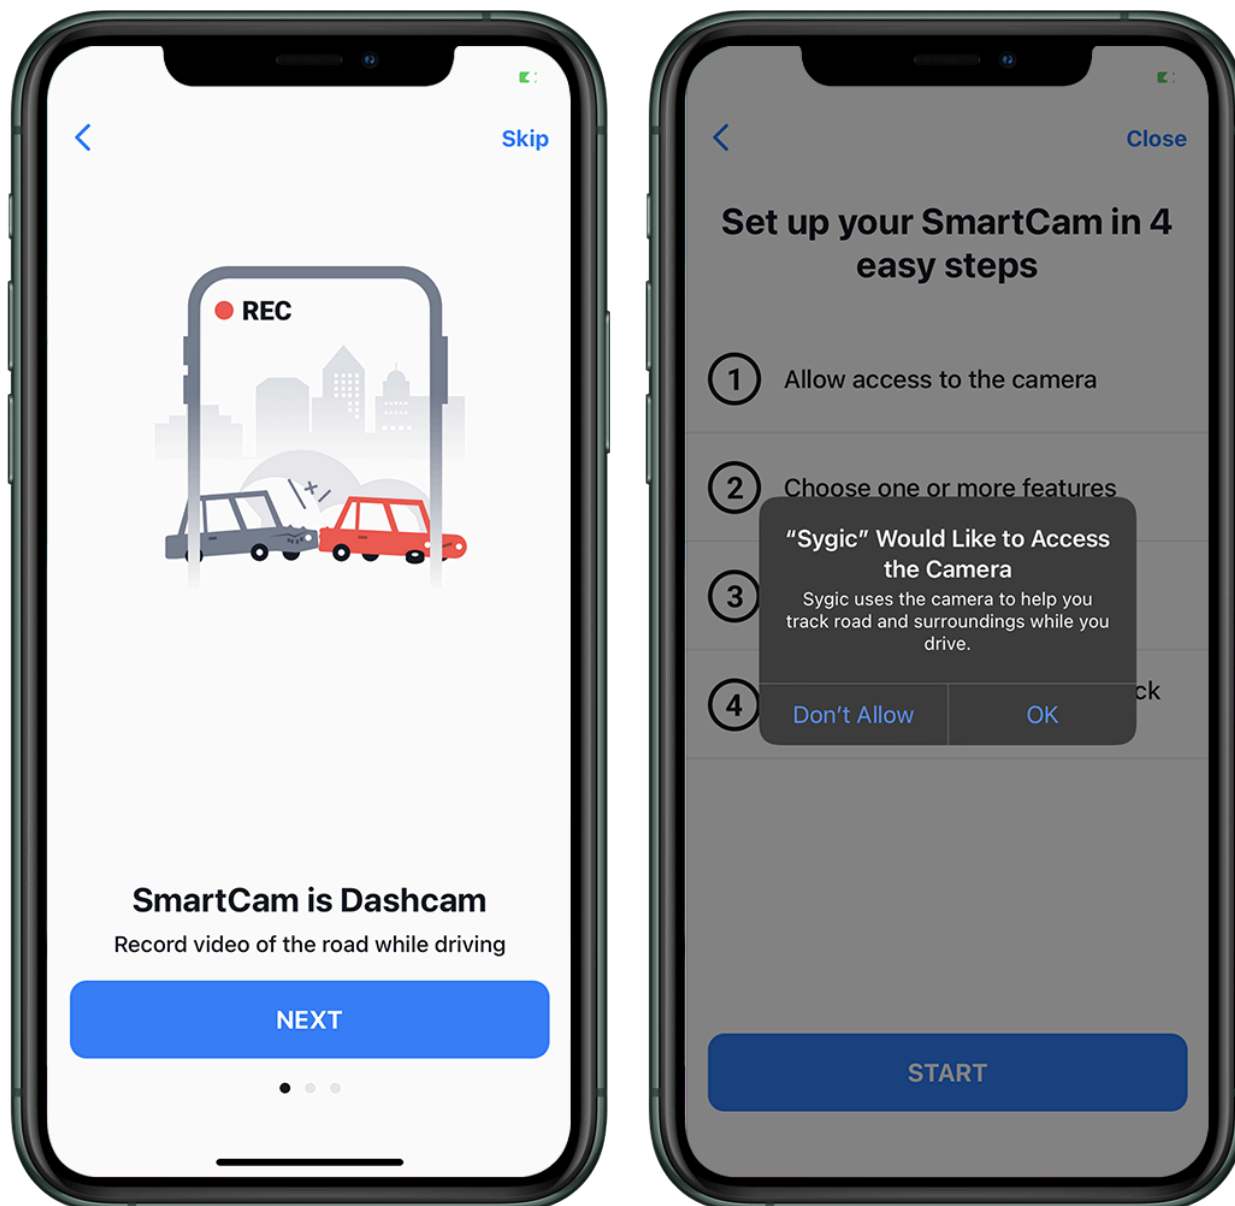 Skip
REC
SmartCam is Dashcam
Record video of the road while driving
NEXT
Close
Set up your SmartCam in 4
easy steps
1 Allow access to the camera
2 Choose one or more features
“Sygic” Would Like to Access
the Camera
Sygic uses the camera to help you
track road and surroundings while you
drive.
3
4
ck
Don’t Allow OK
START